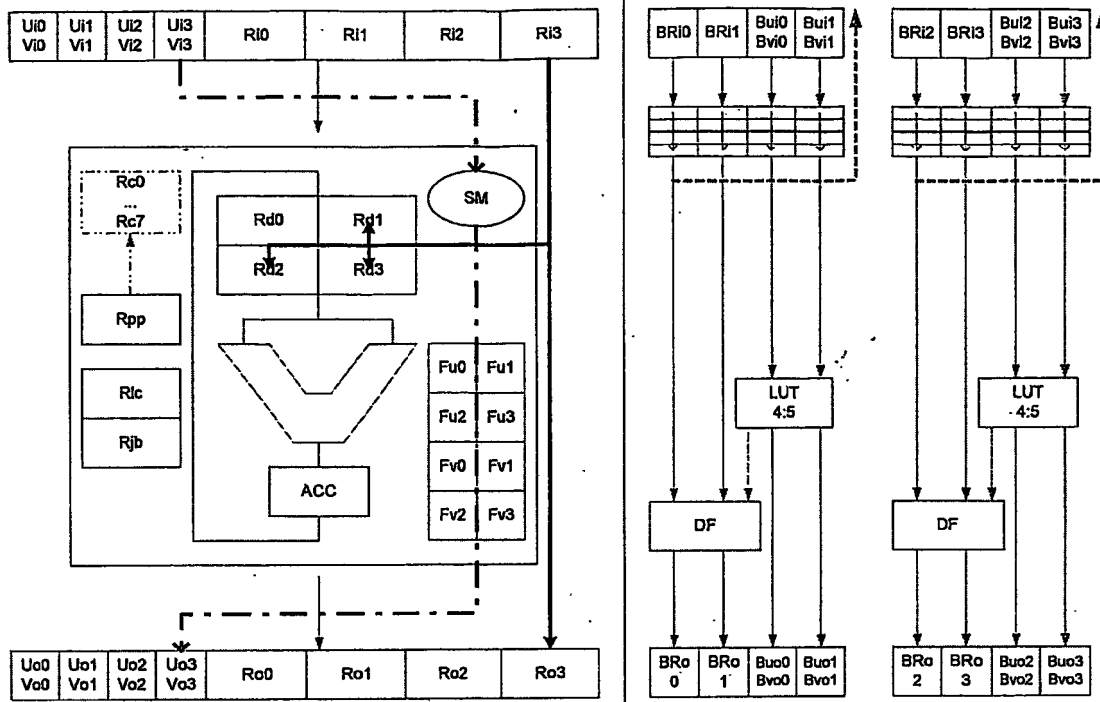 Ui0 Ui1 Ui2 Ui3 Ri0 Ri1 Ri2 Ri3
Vi0 Vi1 Vi2 Vi3
BRi0 BRi1 Bui0 Bui1
Bvi0 Bvi1
BRi2 BRi3 Bui2 Bui3
Bvi2 Bvi3
Rc0
...
Rc7
SM
Rd0 Rd1
Rd2 Rd3
Rpp
Rlc
Rjb
ACC
Fu0 Fu1
Fu2 Fu3
Fv0 Fv1
Fv2 Fv3
LUT
4:5
LUT
4:5
DF
DF
Uo0 Uo1 Uo2 Uo3 Ro0 Ro1 Ro2 Ro3
Vo0 Vo1 Vo2 Vo3
BRo BRo Buo0 Buo1
0 1 Bvo0 Bvo1
BRo BRo Buo2 Buo3
2 3 Bvo2 Bvo3